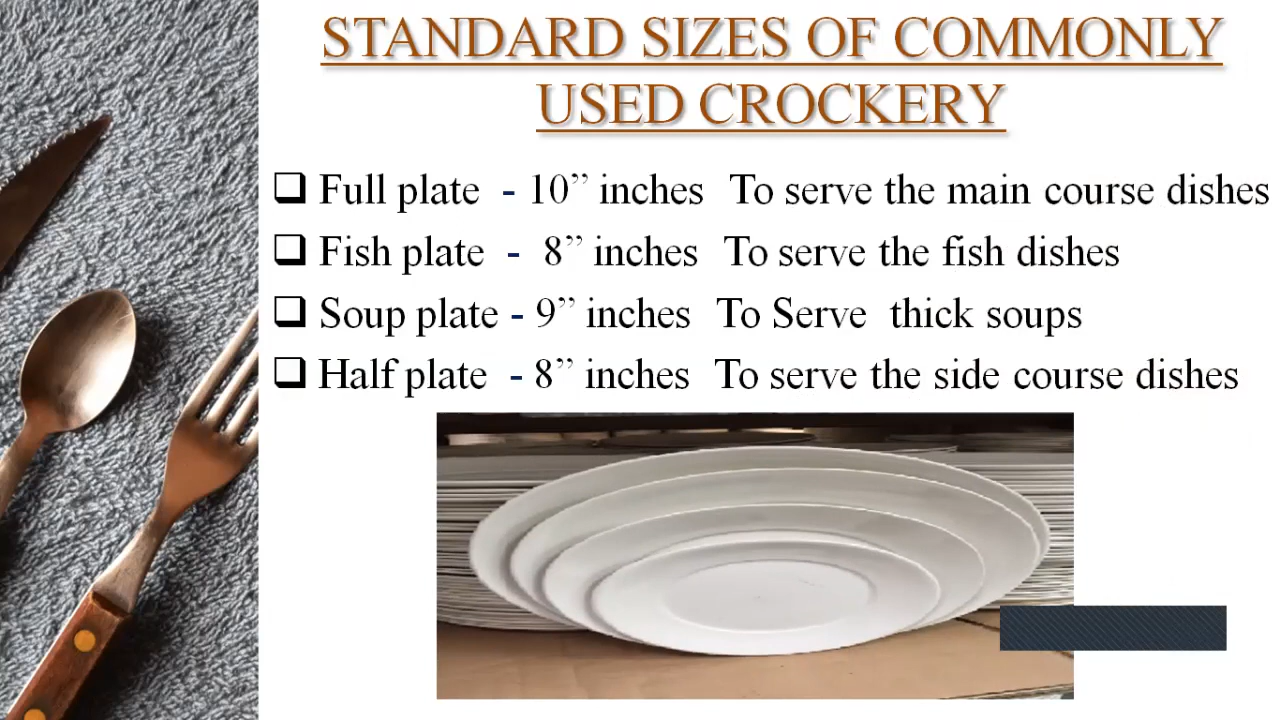 STANDARD SIZES OF COMMONLY
USED CROCKERY
Full plate - 10” inches To serve the main course dishes
Fish plate - 8” inches To serve the fish dishes
Soup plate - 9” inches To Serve thick soups
Half plate - 8” inches To serve the side course dishes